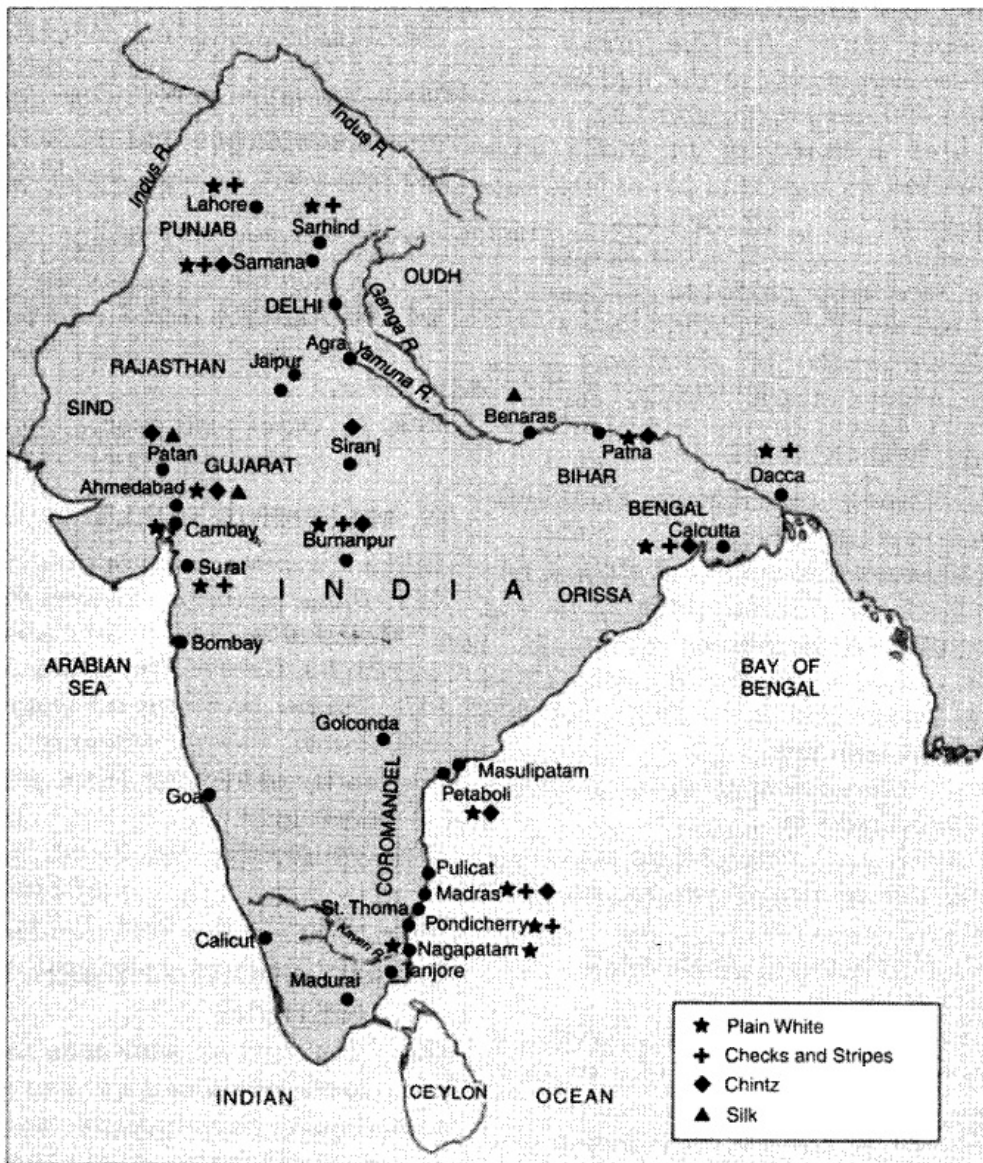 Indus R.
Indus R.
Lahore
PUNJAB
Sarhind
Samana
OUDH
DELHI
Ganga R.
Agra
Yamuna R.
RAJASTHAN
Jaipur
SIND
Benaras
Patan
Siranj
Patna
GUJARAT
BIHAR
Dacca
Ahmedabad
BENGAL
Cambay
Burnanpur
Calcutta
Surat
INDIA
ORISSA
Bombay
ARABIAN
SEA
BAY OF
BENGAL
Golconda
COROMANDEL
Masulipatam
Petaboli
Goa
Pulicat
Madras
St. Thoma
Pondicherry
Calicut
Kaveri R.
Nagapatam
Tanjore
Madurai
Plain White
Checks and Stripes
Chintz
Silk
INDIAN
CEYLON
OCEAN